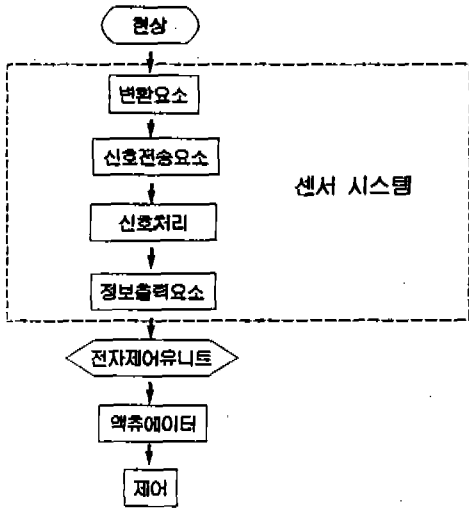 현상
변환요소
신호전송요소
센서 시스템
신호처리
정보출력요소
전자제어유니트
액츄에이터
제어